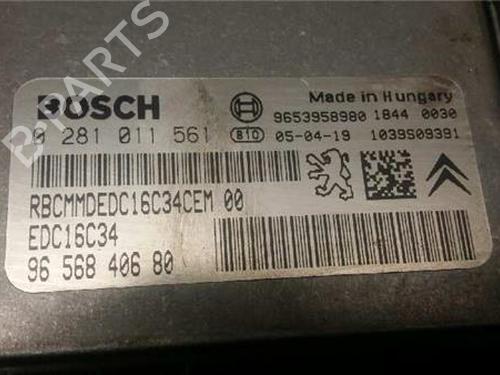 B-PARTS
BOSCH
Made in Hungary
9653958980 1844 0030
0 281 011 561 B10 05-04-19 1039S09391
RBCMMDEDC16C34CEM 00
EDC16C34
96 568 406 80